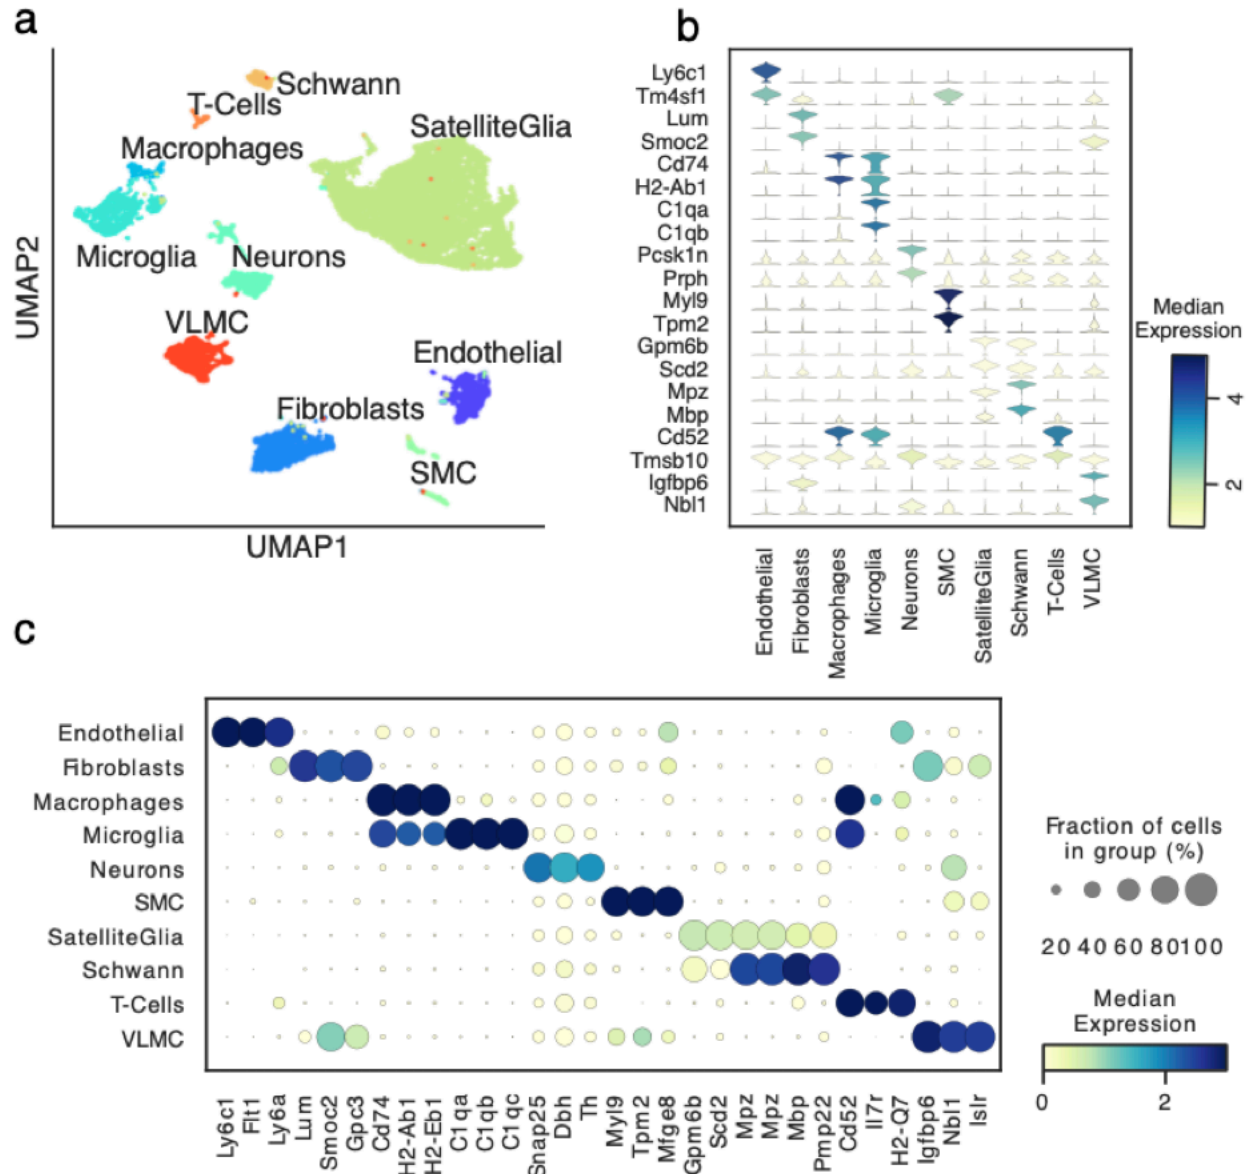 a
Schwann
T-Cells
SatelliteGlia
Macrophages
Microglia
Neurons
VLMC
Endothelial
Fibroblasts
SMC
UMAP2
UMAP1
b
Ly6c1
Tm4sf1
Lum
Smoc2
Cd74
H2-Ab1
C1qa
C1qb
Pcsk1n
Prph
Myl9
Tpm2
Gpm6b
Scd2
Mpz
Mbp
Cd52
Tmsb10
Igfbp6
Nbl1
Endothelial
Fibroblasts
Macrophages
Microglia
Neurons
SMC
SatelliteGlia
Schwann
T-Cells
VLMC
Median
Expression
4
2
c
Endothelial
Fibroblasts
Macrophages
Microglia
Neurons
SMC
SatelliteGlia
Schwann
T-Cells
VLMC
Ly6c1
Flt1
Ly6a
Lum
Smoc2
Gpc3
Cd74
H2-Ab1
H2-Eb1
C1qa
C1qb
C1qc
Snap25
Dbh
Th
Myl9
Tpm2
Mfge8
Gpm6b
Scd2
Mpz
Mpz
Mbp
Pmp22
Cd52
Il7r
H2-Q7
Igfbp6
Nbl1
Islr
Fraction of cells
in group (%)
20 40 60 80 100
Median
Expression
0 2